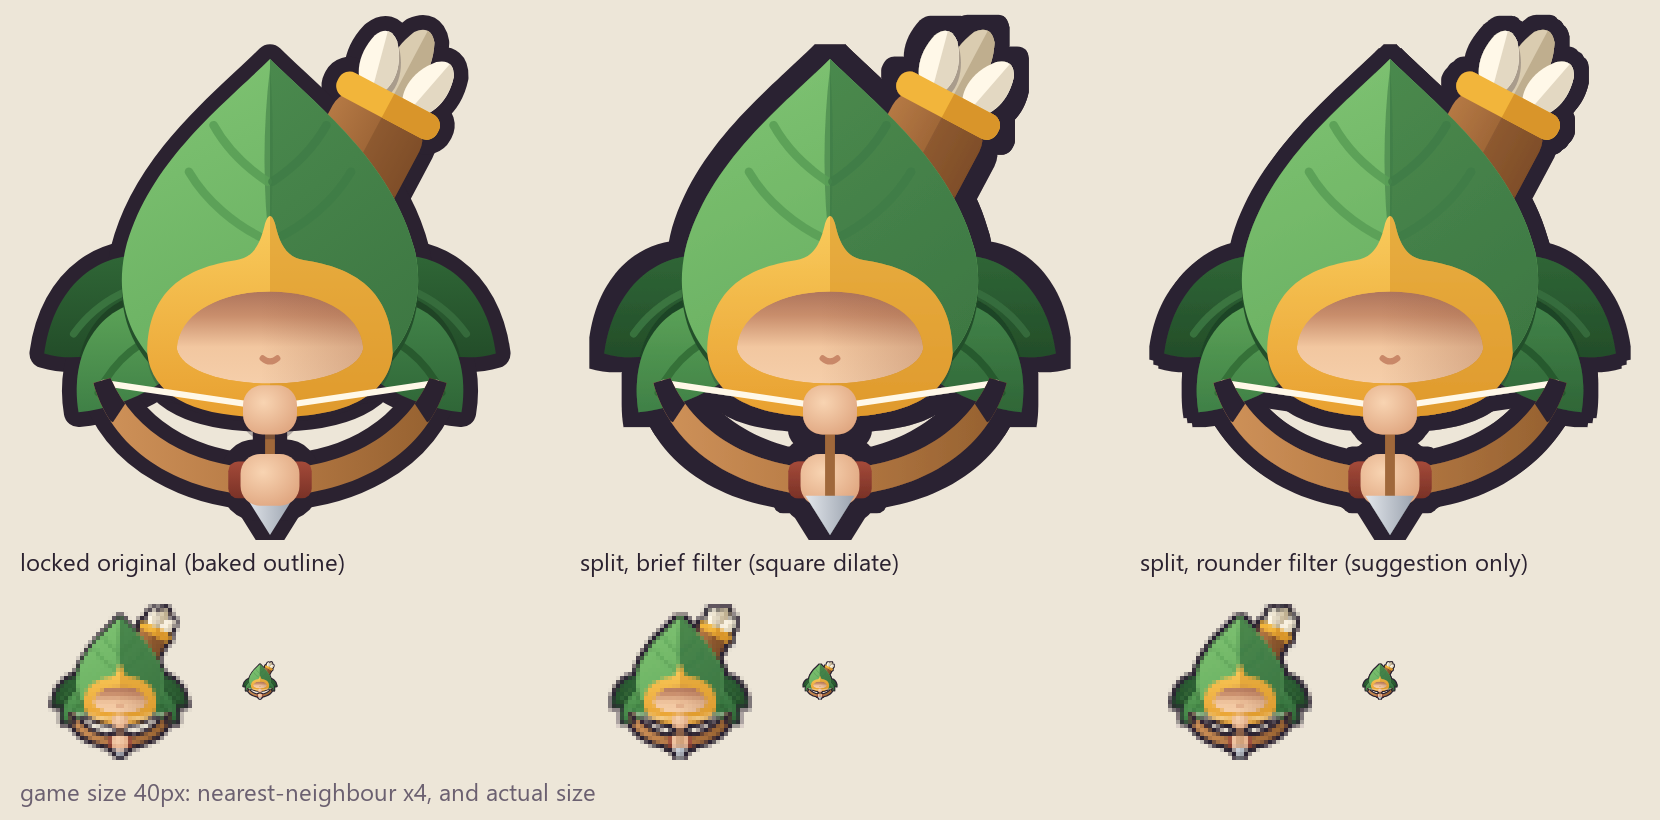 locked original (baked outline)
split, brief filter (square dilate)
split, rounder filter (suggestion only)
game size 40px: nearest-neighbour x4, and actual size